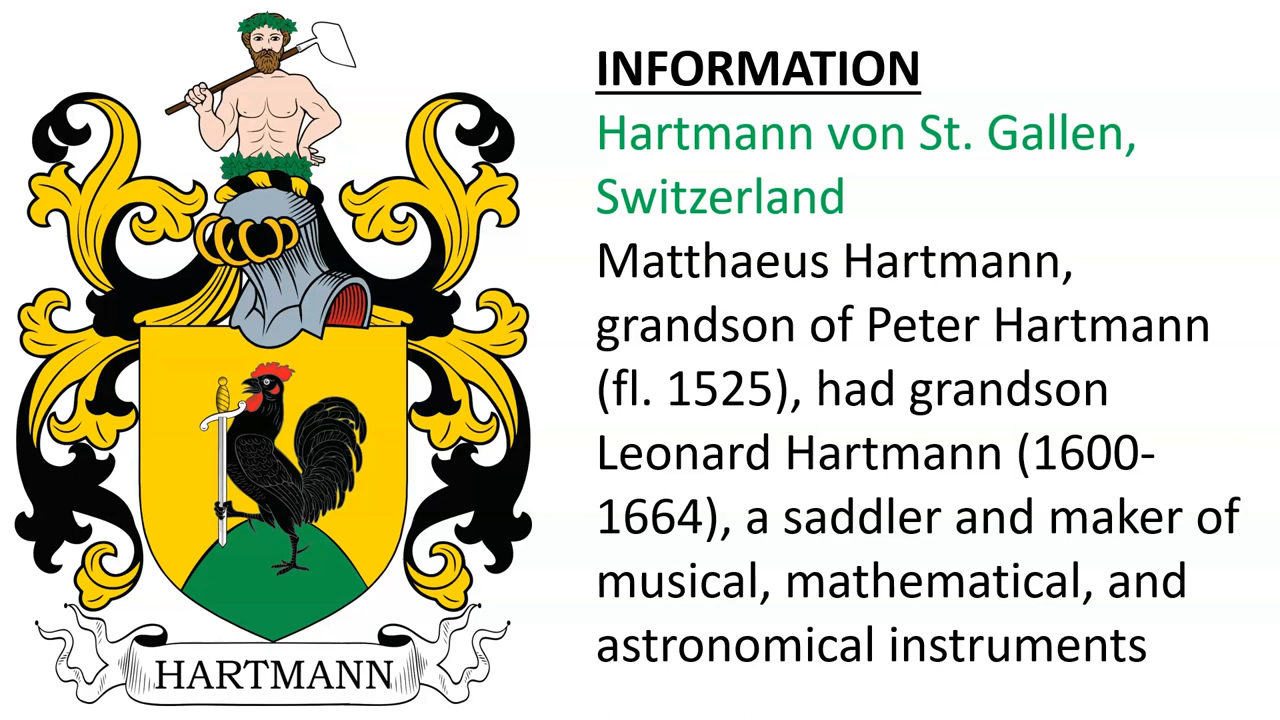 INFORMATION
Hartmann von St. Gallen,
Switzerland
Matthaeus Hartmann,
grandson of Peter Hartmann
(fl. 1525), had grandson
Leonard Hartmann (1600-
1664), a saddler and maker of
musical, mathematical, and
astronomical instruments
HARTMANN